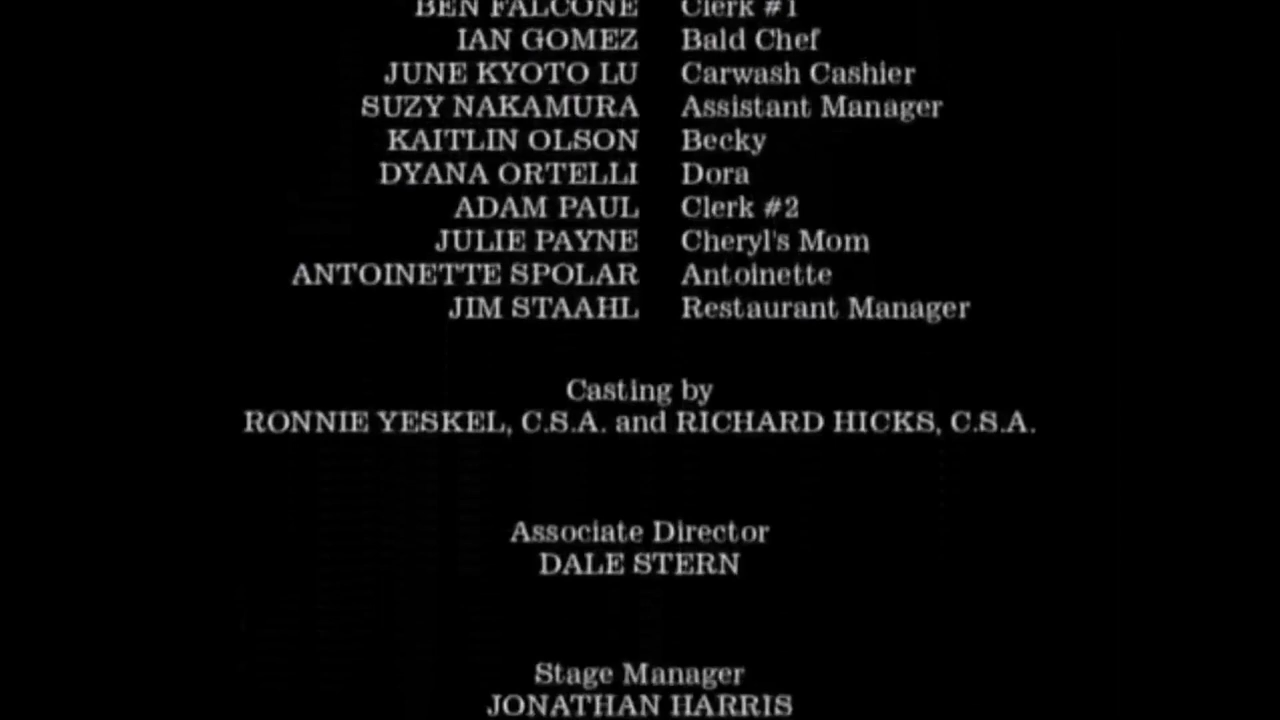 BEN FALCONE Clerk #1
IAN GOMEZ Bald Chef
JUNE KYOTO LU Carwash Cashier
SUZY NAKAMURA Assistant Manager
KAITLIN OLSON Becky
DYANA ORTELLI Dora
ADAM PAUL Clerk #2
JULIE PAYNE Cheryl's Mom
ANTOINETTE SPOLAR Antoinette
JIM STAAHL Restaurant Manager
Casting by
RONNIE YESKEL, C.S.A. and RICHARD HICKS, C.S.A.
Associate Director
DALE STERN
Stage Manager
JONATHAN HARRIS